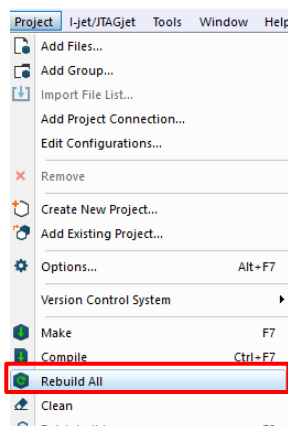 Project I-jet/JTAGjet Tools Window Help
Add Files...
Add Group...
Import File List...
Add Project Connection...
Edit Configurations...
Remove
Create New Project...
Add Existing Project...
Options... Alt+F7
Version Control System
Make F7
Compile Ctrl+F7
Rebuild All
Clean